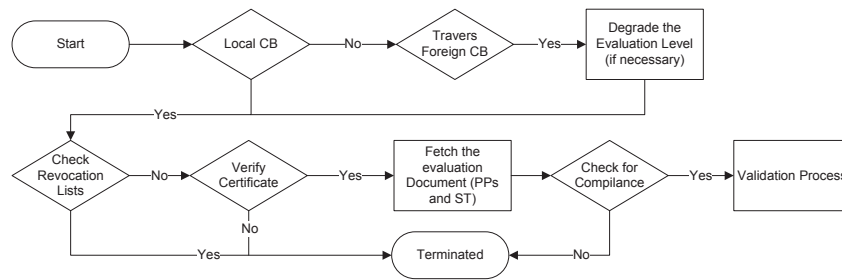 Start
Local CB
No
Travers
Foreign CB
Yes
Degrade the
Evaluation Level
(if necessary)
Yes
Check
Revocation
Lists
No
Verify
Certificate
Yes
Fetch the
evaluation
Document (PPs
and ST)
Check for
Compilance
Yes
Validation Process
No
Yes
Terminated
No